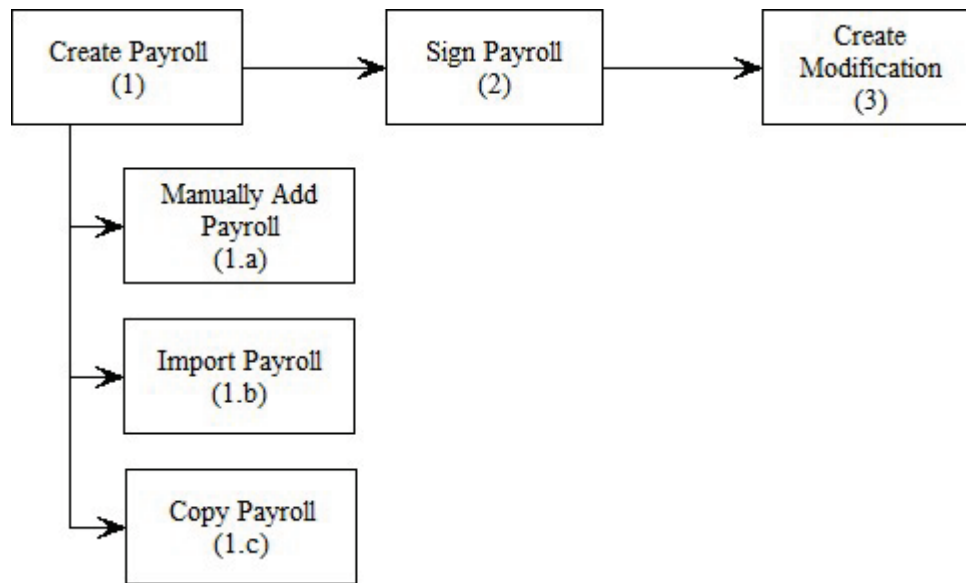 Create Payroll
(1)
Sign Payroll
(2)
Create
Modification
(3)
Manually Add
Payroll
(1.a)
Import Payroll
(1.b)
Copy Payroll
(1.c)